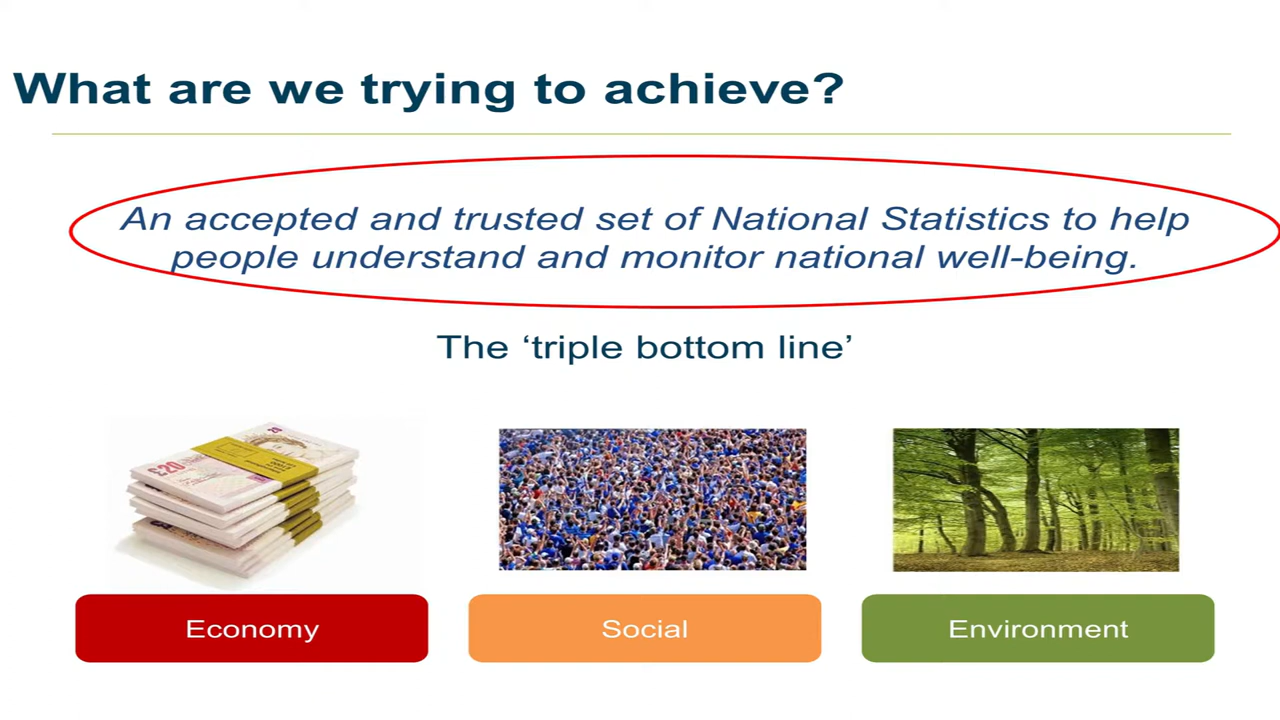 What are we trying to achieve?
An accepted and trusted set of National Statistics to help
people understand and monitor national well-being.
The ‘triple bottom line’
£20
Economy
Social
Environment